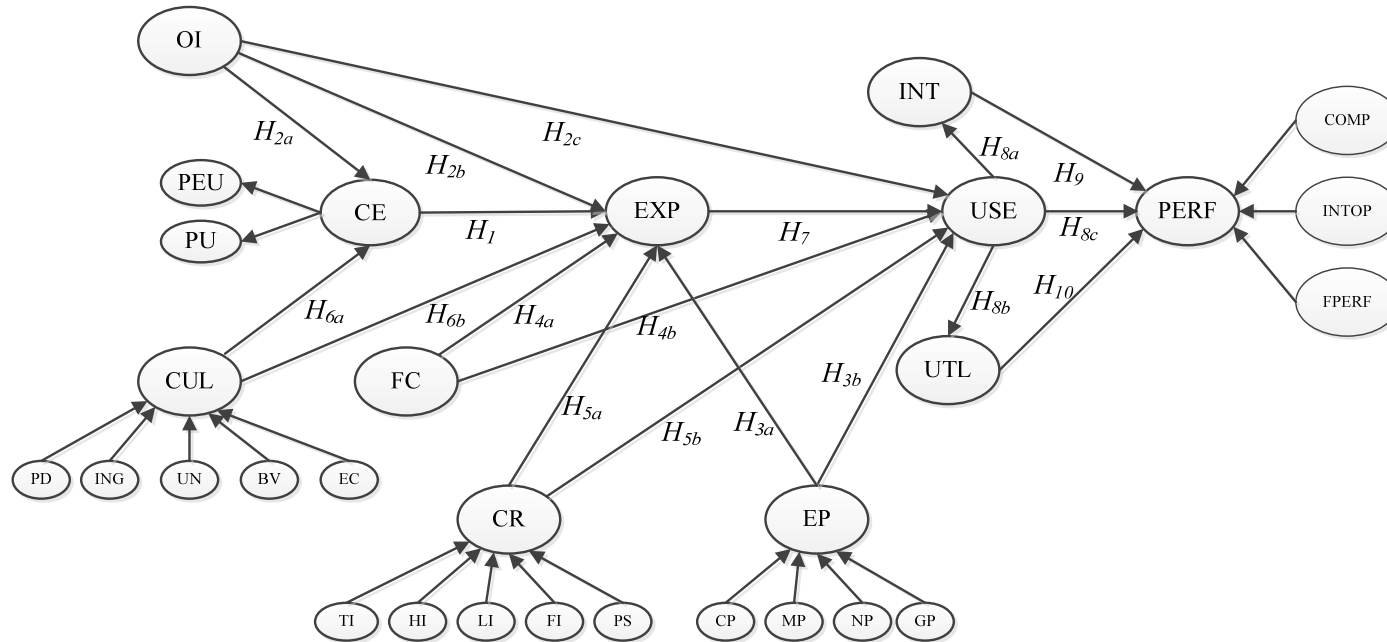 OI
INT
COMP
H2a
H2b
H2c
H8a
H9
PEU
CE
EXP
USE
PERF
INTOP
PU
H1
H7
H8c
H6a
H6b
H4a
H4b
H8b
H10
FPERF
CUL
FC
UTL
H5a
H5b
H3a
H3b
PD
ING
UN
BV
EC
CR
EP
TI
HI
LI
FI
PS
CP
MP
NP
GP